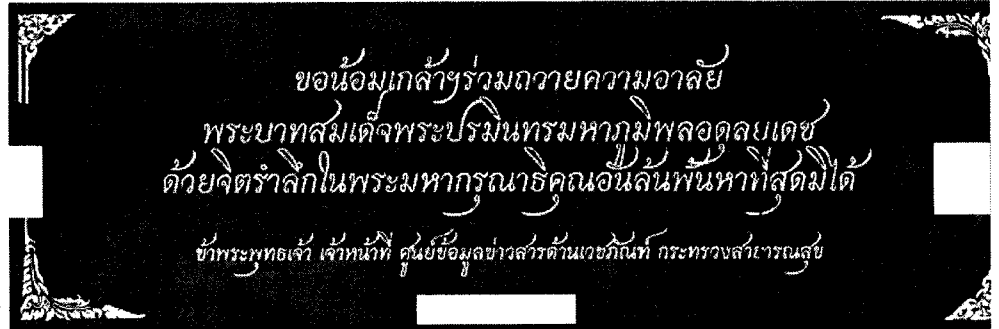 ขอน้อมเกล้าฯร่วมถวายความอาลัย
พระบาทสมเด็จพระปรมินทรมหาภูมิพลอดุลยเดช
ด้วยจิตรำลึกในพระมหากรุณาธิคุณอันล้นพ้นหาที่สุดมิได้
ข้าพระพุทธเจ้า เจ้าหน้าที่ ศูนย์ข้อมูลข่าวสารด้านเวชภัณฑ์ กระทรวงสาธารณสุข